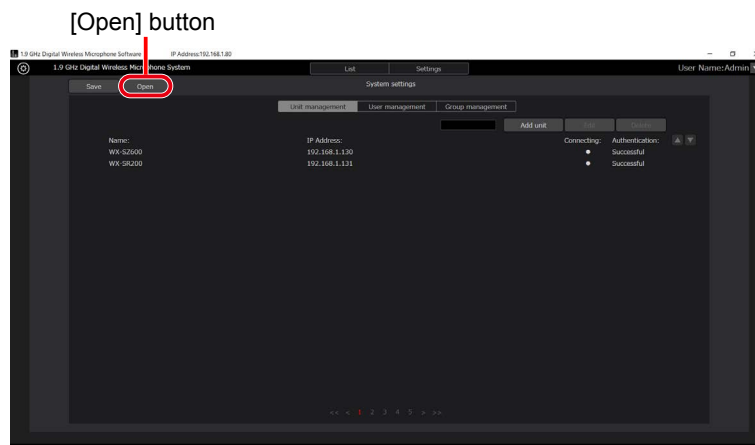 [Open] button
1.9 GHz Digital Wireless Microphone Software IP Address:192.168.1.80
1.9 GHz Digital Wireless Microphone System List Settings User Name:Admin
Save Open System settings
Unit management User management Group management
Add unit Edit Delete
Name: IP Address: Connecting: Authentication:
WX-SZ600 192.168.1.130 Successful
WX-SR200 192.168.1.131 Successful
<< < 1 2 3 4 5 > >>